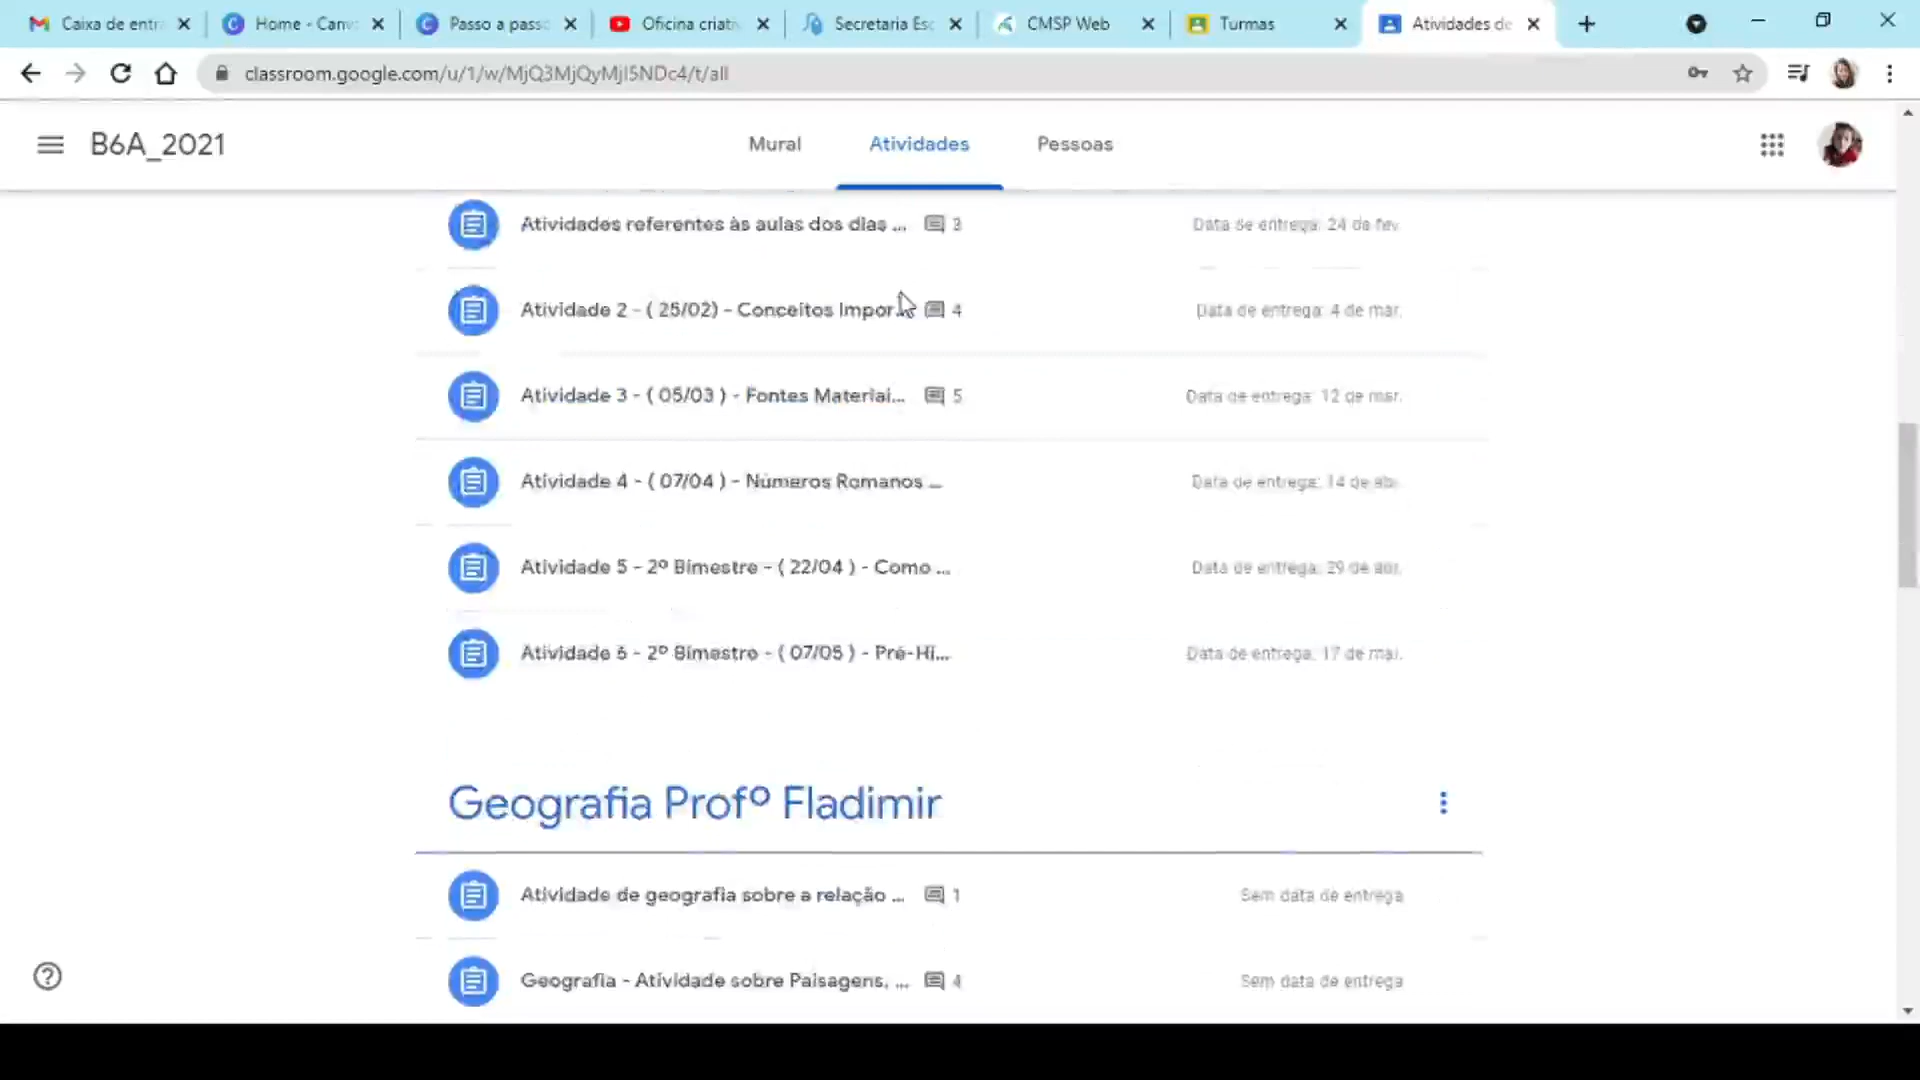 Caixa de entr
Home - Canv
Passo a passo
Oficina criati
Secretaria Esc
CMSP Web
Turmas
Atividades de
classroom.google.com/u/1/w/MjQ3MjQyMjI5NDc4/t/all
B6A_2021
Mural
Atividades
Pessoas
Atividades referentes às aulas dos dias ... 3 Data de entrega: 24 de fev.
Atividade 2 - ( 25/02) - Conceitos Impor... 4 Data de entrega: 4 de mar.
Atividade 3 - ( 05/03 ) - Fontes Materiai... 5 Data de entrega: 12 de mar.
Atividade 4 - ( 07/04 ) - Números Romanos ... Data de entrega: 14 de abr.
Atividade 5 - 2º Bimestre - ( 22/04 ) - Como ... Data de entrega: 29 de abr.
Atividade 6 - 2º Bimestre - ( 07/05 ) - Pré-Hi... Data de entrega: 17 de mai.
Geografia Profº Fladimir
Atividade de geografia sobre a relação ... 1 Sem data de entrega
Geografia - Atividade sobre Paisagens, ... 4 Sem data de entrega